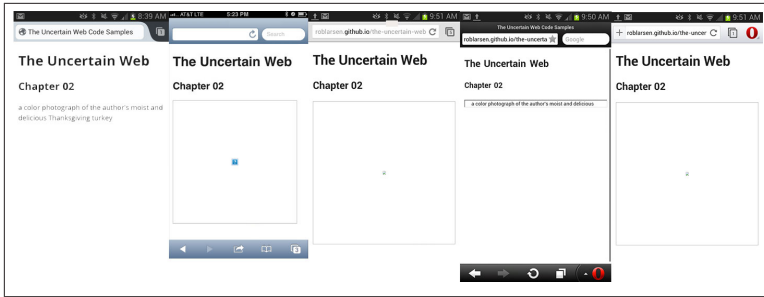 8:39 AM
The Uncertain Web Code Samples
The Uncertain Web
Chapter 02
a color photograph of the author's moist and
delicious Thanksgiving turkey
AT&T LTE 5:23 PM
Search
The Uncertain Web
Chapter 02
3
9:51 AM
roblarsen.github.io/the-uncertain-web
1
The Uncertain Web
Chapter 02
9:50 AM
The Uncertain Web Code Samples
roblarsen.github.io/the-uncerta Google
The Uncertain Web
Chapter 02
a color photograph of the author's moist and delicious
9:51 AM
roblarsen.github.io/the-uncer 1
The Uncertain Web
Chapter 02